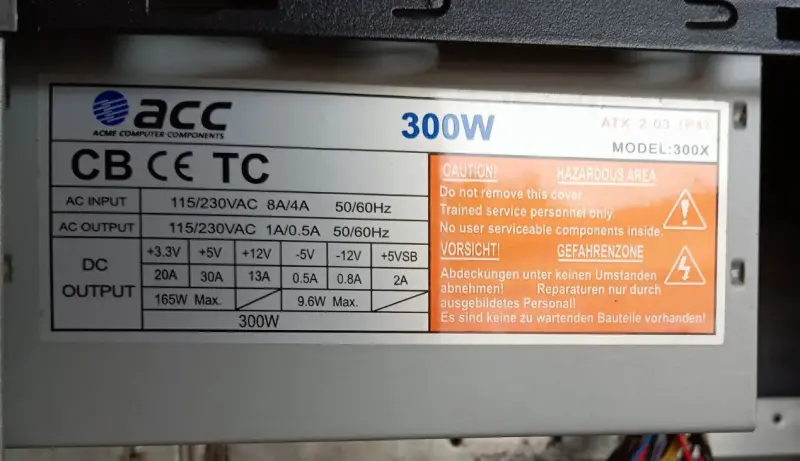 acc
ACME COMPUTER COMPONENTS
300W
ATX 2.03 (P4)
MODEL:300X
CB CE TC
AC INPUT 115/230VAC 8A/4A 50/60Hz
AC OUTPUT 115/230VAC 1A/0.5A 50/60Hz
DC OUTPUT
+3.3V +5V +12V -5V -12V +5VSB
20A 30A 13A 0.5A 0.8A 2A
165W Max. 9.6W Max.
300W
CAUTION! HAZARDOUS AREA
Do not remove this cover.
Trained service personnel only.
No user serviceable components inside.
VORSICHT! GEFAHRENZONE
Abdeckungen unter keinen Umstanden
abnehmen! Reparaturen nur durch
ausgebildetes Personal!
Es sind keine zu wartenden Bauteile vorhanden!